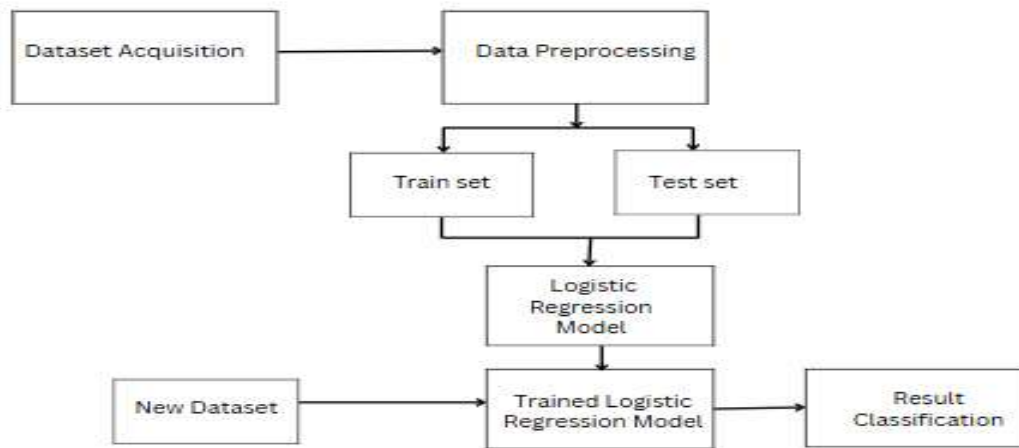 Dataset Acquisition
Data Preprocessing
Train set
Test set
Logistic
Regression
Model
New Dataset
Trained Logistic
Regression Model
Result
Classification